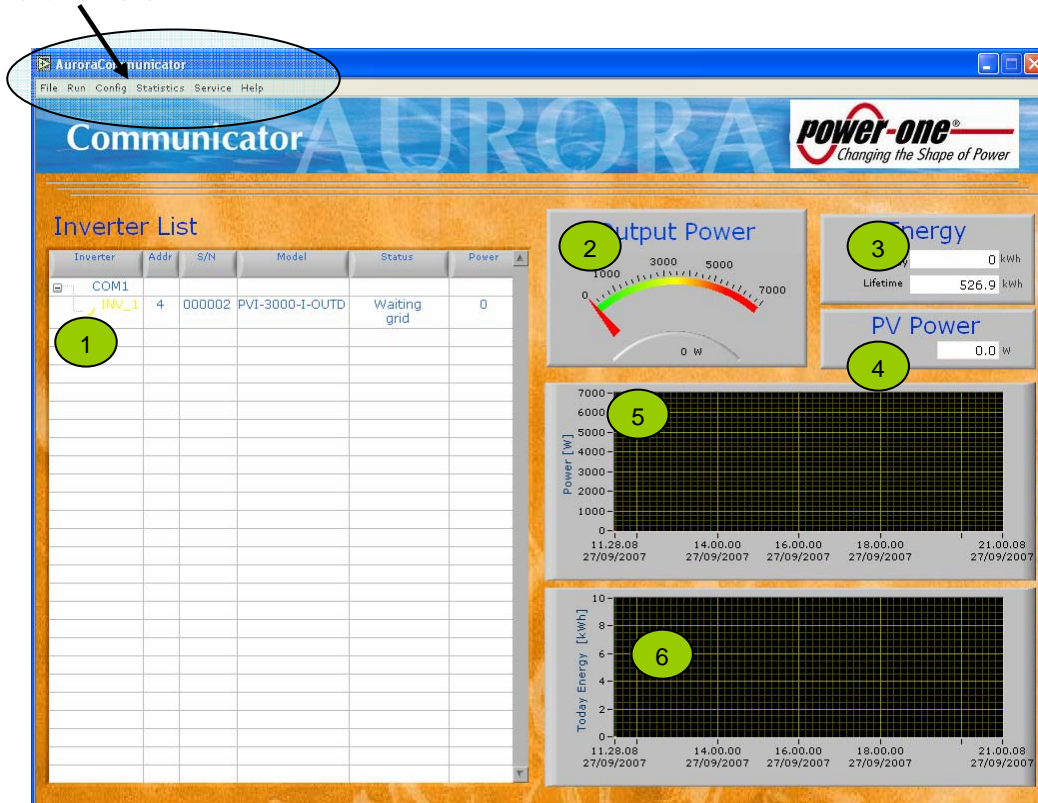 AuroraCommunicator
File Run Config Statistics Service Help
Communicator
AURORA
power-one®
Changing the Shape of Power
Inverter List
Inverter Addr S/N Model Status Power
COM1
INV_1 4 000002 PVI-3000-I-OUTD Waiting grid 0
1
2
Output Power
0 1000 3000 5000 7000
0 W
3
Energy
0 kWh
Lifetime 526.9 kWh
PV Power
4
0.0 W
5
Power [W]
7000
6000
5000
4000
3000
2000
1000
0
11.28.08 14.00.00 16.00.00 18.00.00 21.00.08
27/09/2007 27/09/2007 27/09/2007 27/09/2007 27/09/2007
6
Today Energy [kWh]
10
8
6
4
2
0
11.28.08 14.00.00 16.00.00 18.00.00 21.00.08
27/09/2007 27/09/2007 27/09/2007 27/09/2007 27/09/2007